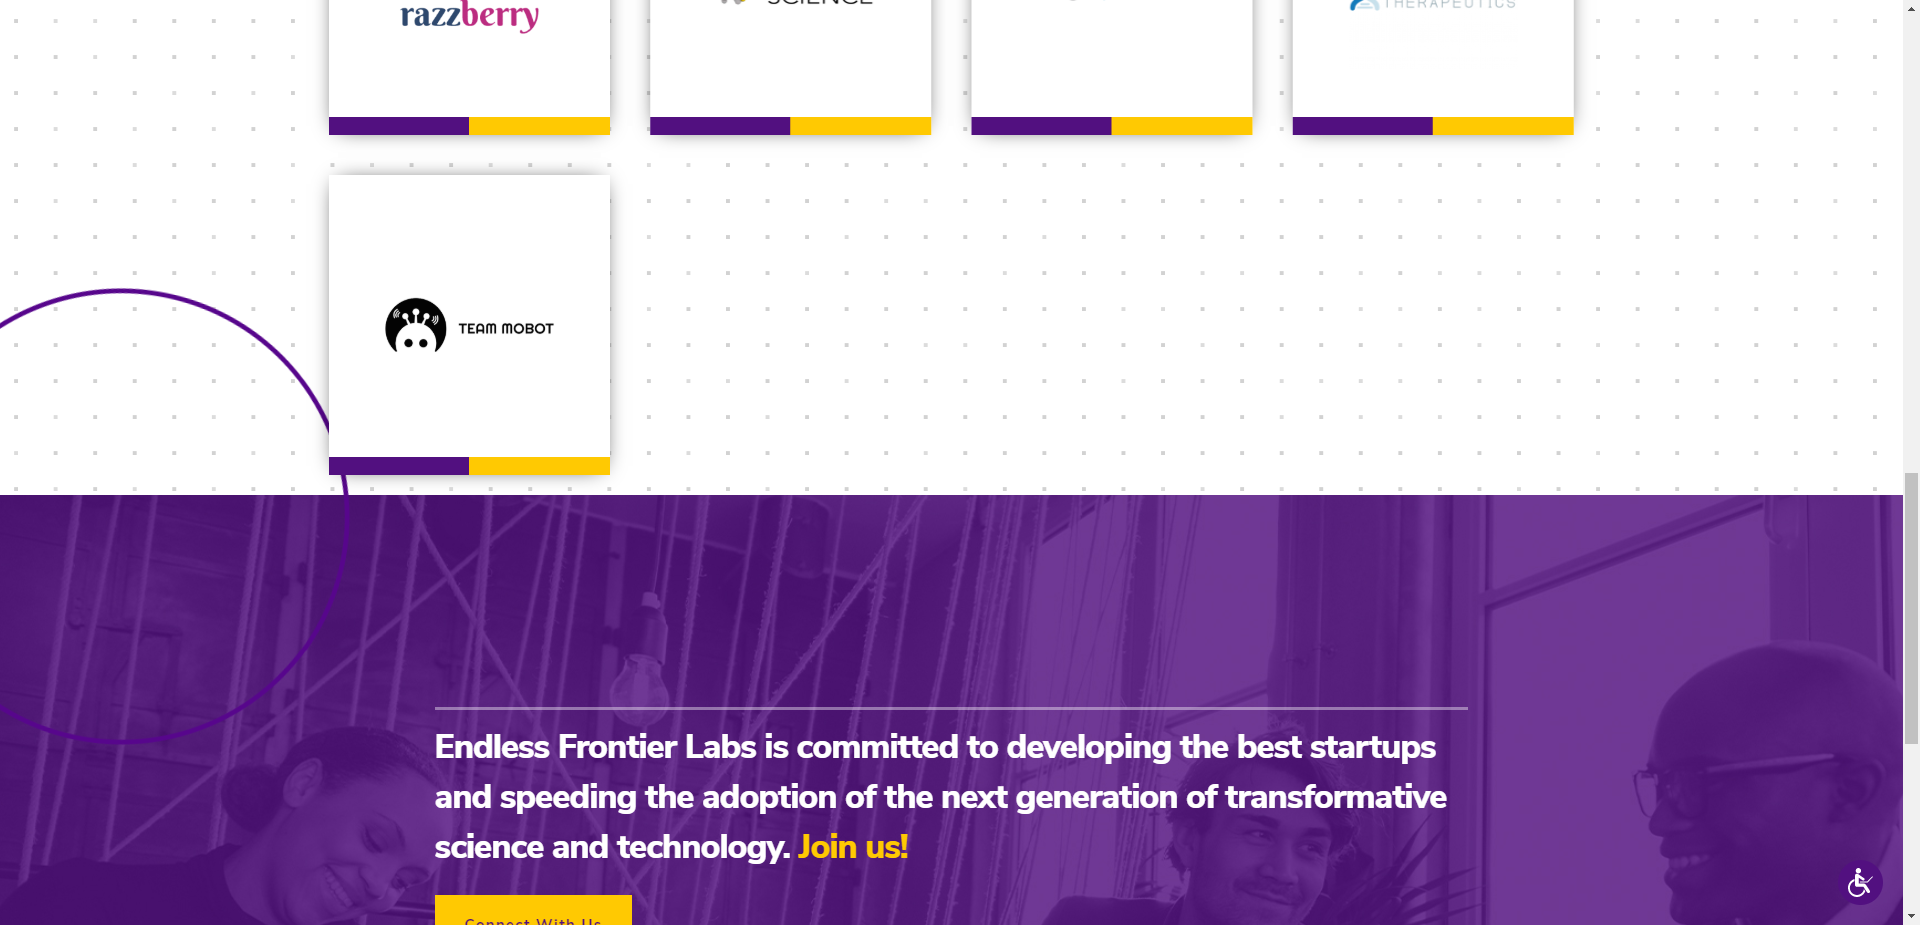 razzberry
SCIENCE
THERAPEUTICS
TEAM MOBOT
Endless Frontier Labs is committed to developing the best startups
and speeding the adoption of the next generation of transformative
science and technology. Join us!
Connect With Us